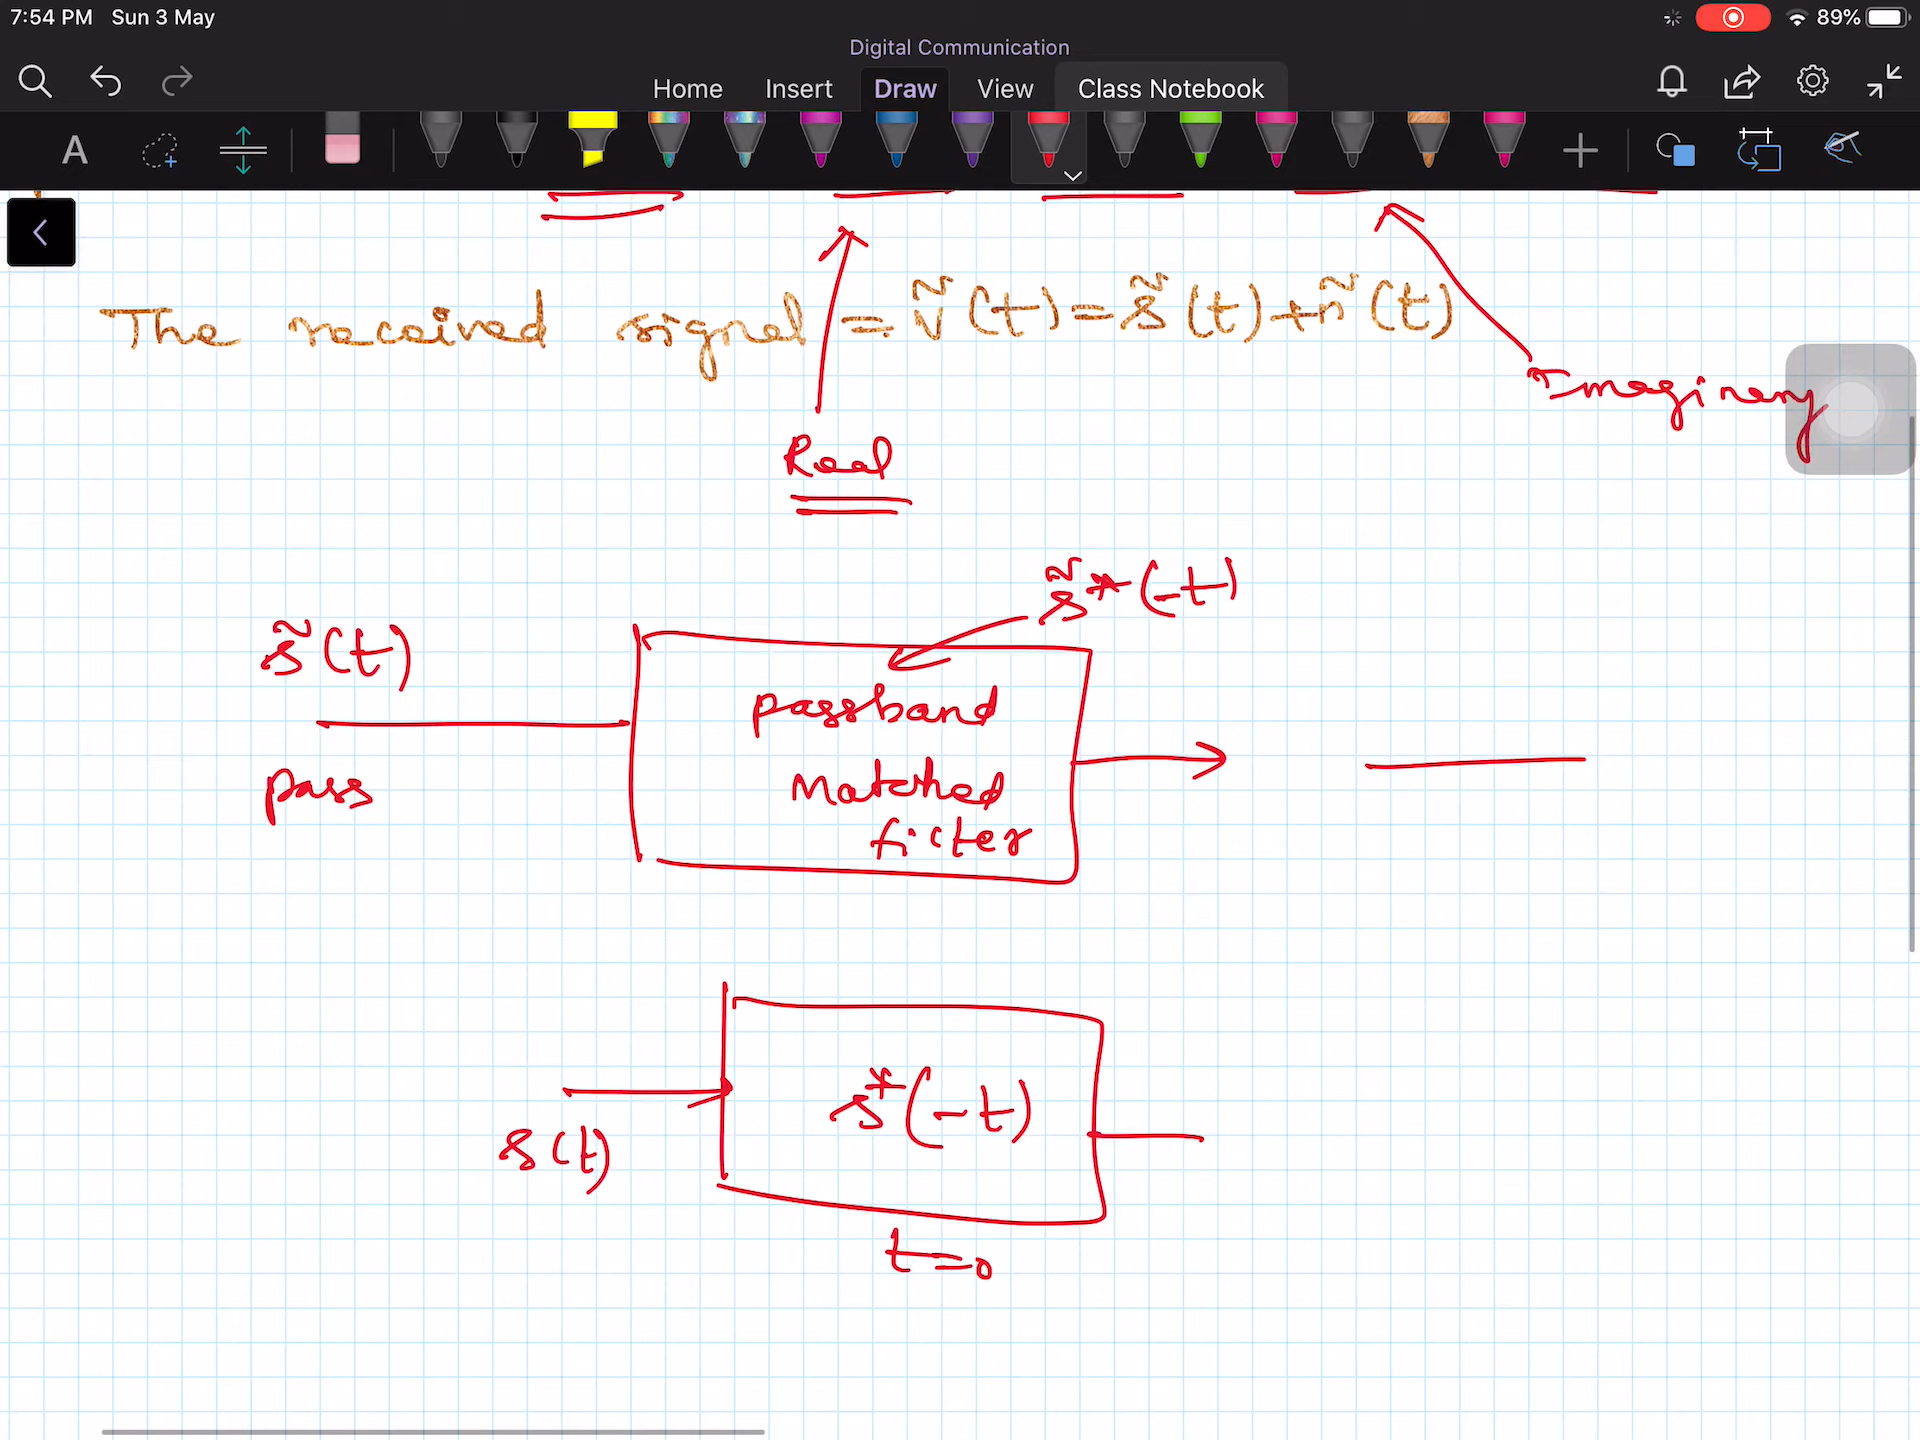 7:54 PM Sun 3 May
89%
Digital Communication
Home Insert Draw View Class Notebook
A
The received signal = ṽ(t) = s̃(t) + ñ(t)
Imaginary
Real
s̃*(-t)
s̃(t)
passband
pass
Matched
filter
s*(-t)
s(t)
t=0